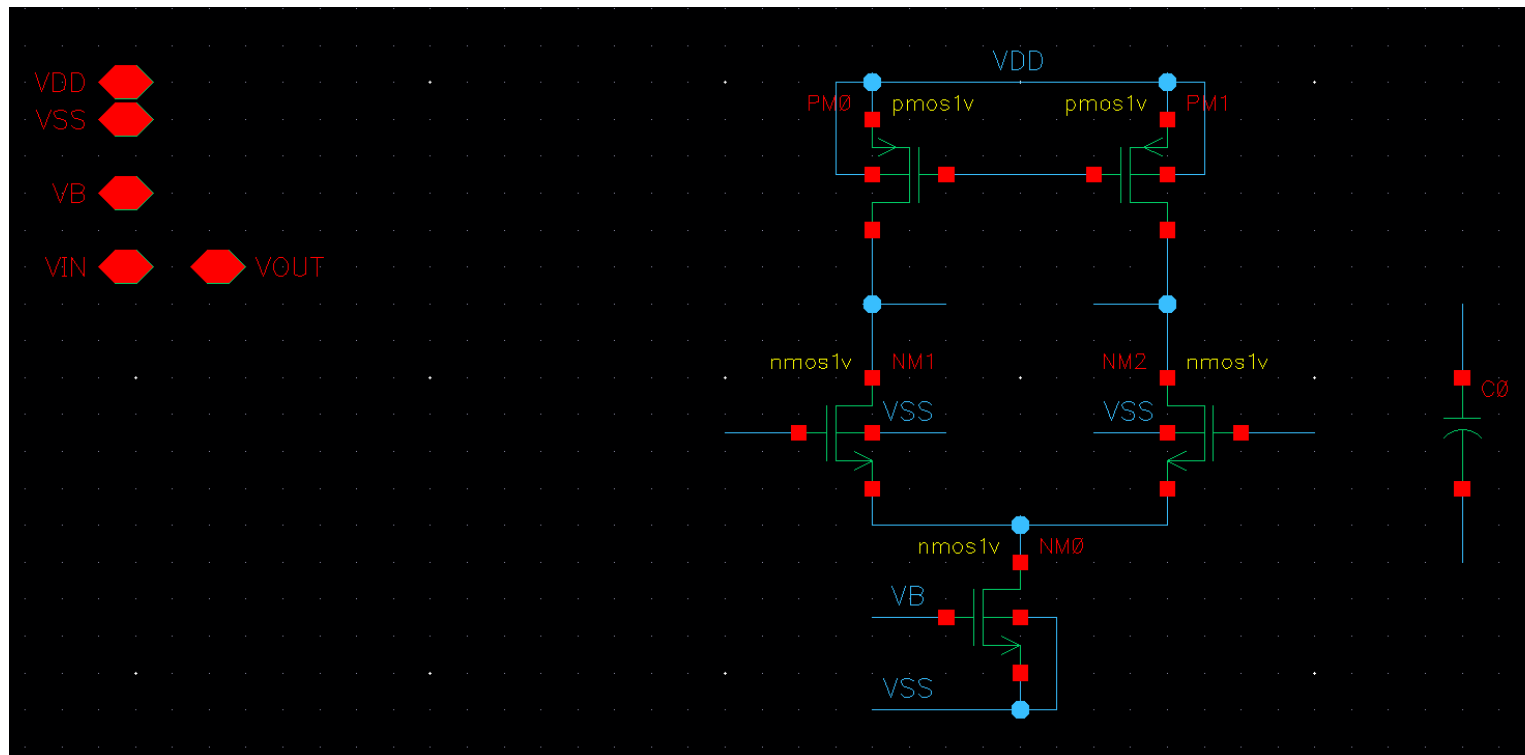 VDD
VDD
PM0 pmos1v pmos1v PM1
VSS
VB
VIN VOUT
nmos1v NM1 NM2 nmos1v
C0
VSS VSS
nmos1v NM0
VB
VSS